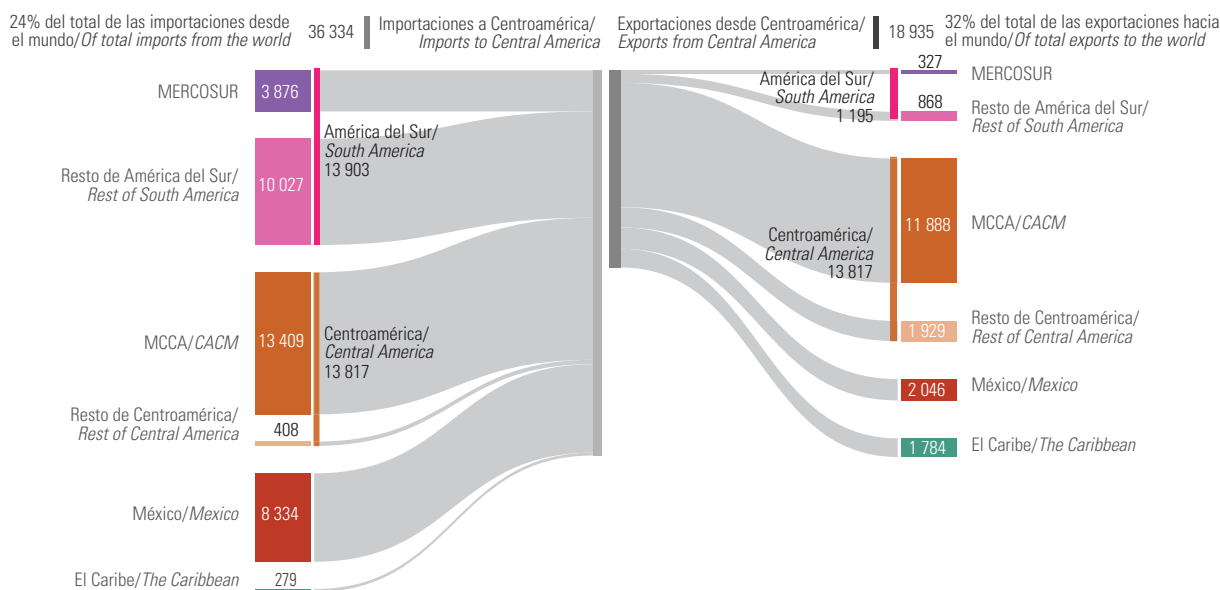 24% del total de las importaciones desde
el mundo/Of total imports from the world
36 334
Importaciones a Centroamérica/
Imports to Central America
Exportaciones desde Centroamérica/
Exports from Central America
18 935
32% del total de las exportaciones hacia
el mundo/Of total exports to the world
MERCOSUR
3 876
Resto de América del Sur/
Rest of South America
10 027
América del Sur/
South America
13 903
MCCA/CACM
13 409
Centroamérica/
Central America
13 817
Resto de Centroamérica/
Rest of Central America
408
México/Mexico
8 334
El Caribe/The Caribbean
279
América del Sur/
South America
1 195
327
MERCOSUR
868
Resto de América del Sur/
Rest of South America
Centroamérica/
Central America
13 817
11 888
MCCA/CACM
1 929
Resto de Centroamérica/
Rest of Central America
2 046
México/Mexico
1 784
El Caribe/The Caribbean